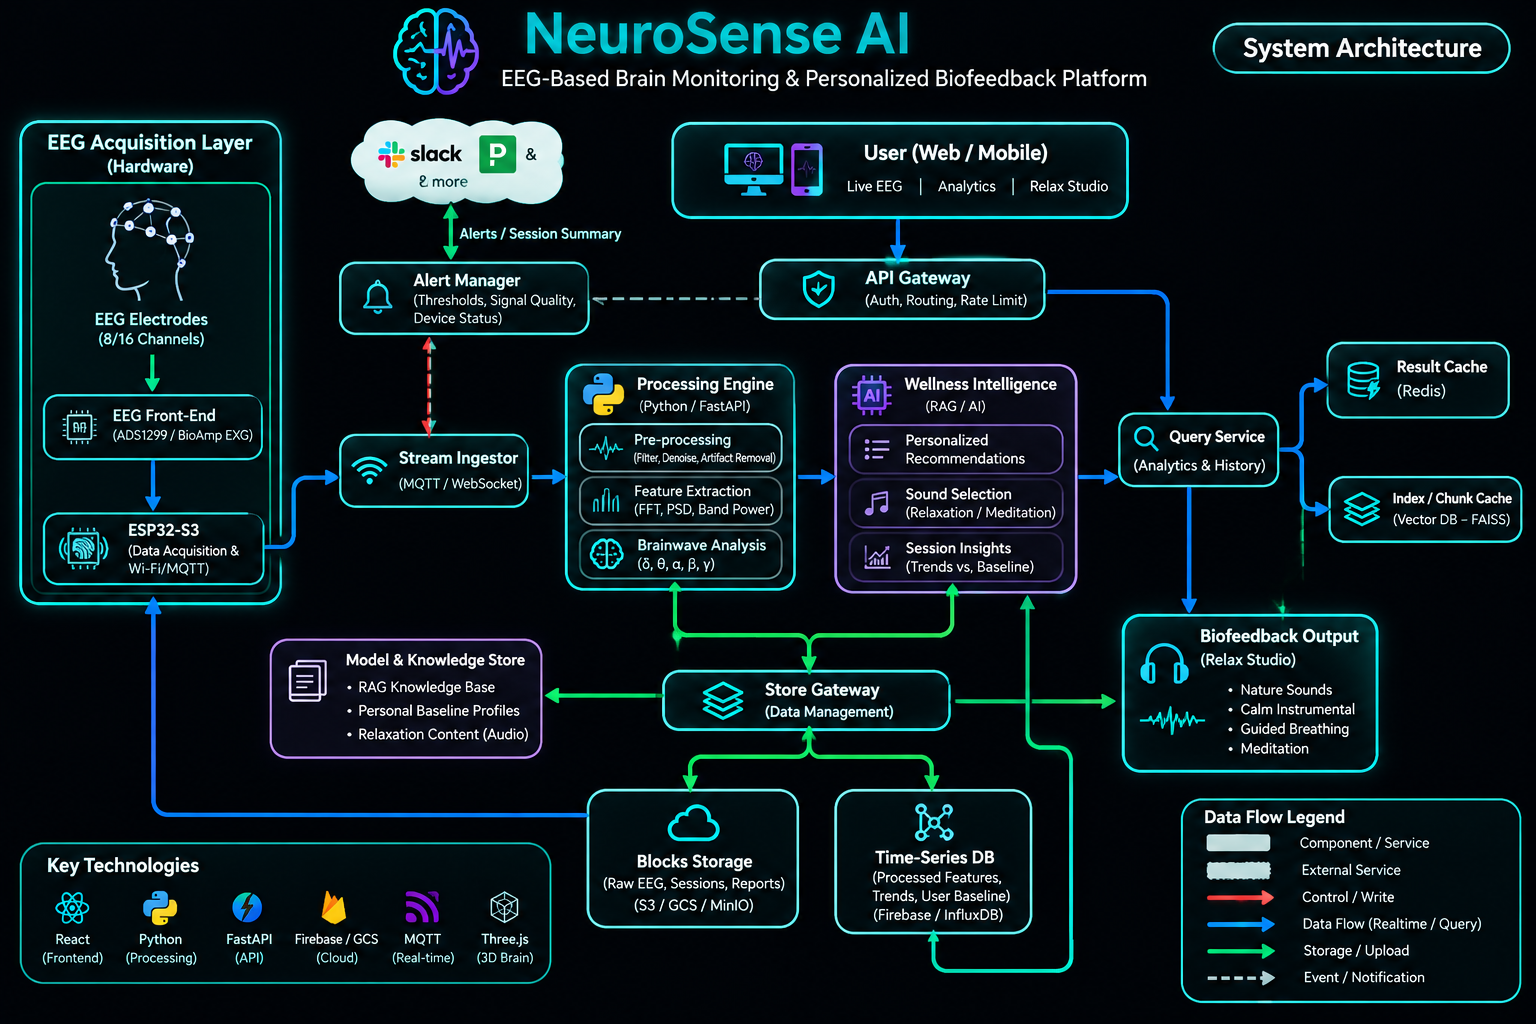 NeuroSense AI
EEG-Based Brain Monitoring & Personalized Biofeedback Platform
System Architecture
EEG Acquisition Layer
(Hardware)
EEG Electrodes
(8/16 Channels)
EEG Front-End
(ADS1299 / BioAmp EXG)
ESP32-S3
(Data Acquisition &
Wi-Fi/MQTT)
slack
P &
& more
Alerts / Session Summary
Alert Manager
(Thresholds, Signal Quality,
Device Status)
User (Web / Mobile)
Live EEG | Analytics | Relax Studio
API Gateway
(Auth, Routing, Rate Limit)
Stream Ingestor
(MQTT / WebSocket)
Processing Engine
(Python / FastAPI)
Pre-processing
(Filter, Denoise, Artifact Removal)
Feature Extraction
(FFT, PSD, Band Power)
Brainwave Analysis
(δ, θ, α, β, γ)
AI
Wellness Intelligence
(RAG / AI)
Personalized
Recommendations
Sound Selection
(Relaxation / Meditation)
Session Insights
(Trends vs, Baseline)
Query Service
(Analytics & History)
Result Cache
(Redis)
Index / Chunk Cache
(Vector DB – FAISS)
Biofeedback Output
(Relax Studio)
• Nature Sounds
• Calm Instrumental
• Guided Breathing
• Meditation
Model & Knowledge Store
• RAG Knowledge Base
• Personal Baseline Profiles
• Relaxation Content (Audio)
Store Gateway
(Data Management)
Blocks Storage
(Raw EEG, Sessions, Reports)
(S3 / GCS / MinIO)
Time-Series DB
(Processed Features,
Trends, User Baseline)
(Firebase / InfluxDB)
Key Technologies
React
(Frontend)
Python
(Processing)
FastAPI
(API)
Firebase / GCS
(Cloud)
MQTT
(Real-time)
Three.js
(3D Brain)
Data Flow Legend
Component / Service
External Service
Control / Write
Data Flow (Realtime / Query)
Storage / Upload
Event / Notification